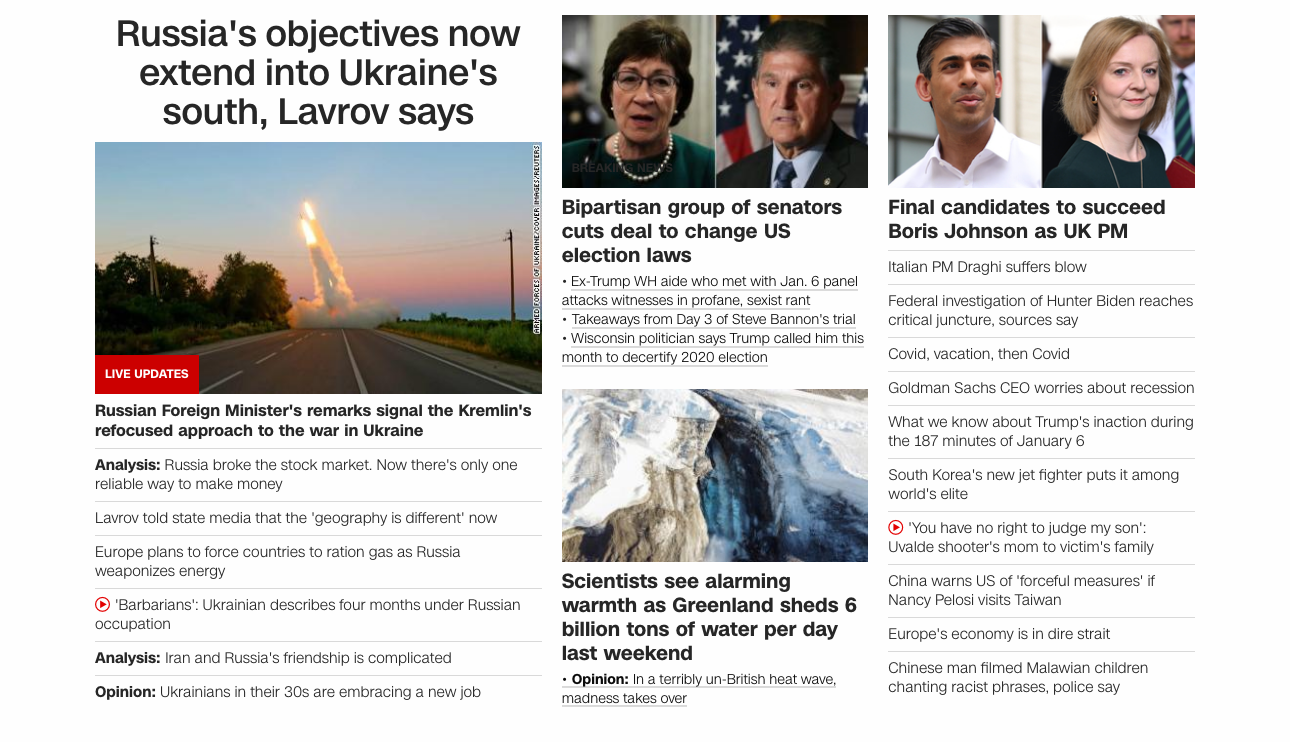 Russia's objectives now
extend into Ukraine's
south, Lavrov says
ARMED FORCES OF UKRAINE/COVER IMAGES/REUTERS
LIVE UPDATES
Russian Foreign Minister's remarks signal the Kremlin's
refocused approach to the war in Ukraine
Analysis: Russia broke the stock market. Now there's only one
reliable way to make money
Lavrov told state media that the 'geography is different' now
Europe plans to force countries to ration gas as Russia
weaponizes energy
'Barbarians': Ukrainian describes four months under Russian
occupation
Analysis: Iran and Russia's friendship is complicated
Opinion: Ukrainians in their 30s are embracing a new job
BREAKING NEWS
Bipartisan group of senators
cuts deal to change US
election laws
• Ex-Trump WH aide who met with Jan. 6 panel
attacks witnesses in profane, sexist rant
• Takeaways from Day 3 of Steve Bannon's trial
• Wisconsin politician says Trump called him this
month to decertify 2020 election
Scientists see alarming
warmth as Greenland sheds 6
billion tons of water per day
last weekend
• Opinion: In a terribly un-British heat wave,
madness takes over
Final candidates to succeed
Boris Johnson as UK PM
Italian PM Draghi suffers blow
Federal investigation of Hunter Biden reaches
critical juncture, sources say
Covid, vacation, then Covid
Goldman Sachs CEO worries about recession
What we know about Trump's inaction during
the 187 minutes of January 6
South Korea's new jet fighter puts it among
world's elite
'You have no right to judge my son':
Uvalde shooter's mom to victim's family
China warns US of 'forceful measures' if
Nancy Pelosi visits Taiwan
Europe's economy is in dire strait
Chinese man filmed Malawian children
chanting racist phrases, police say